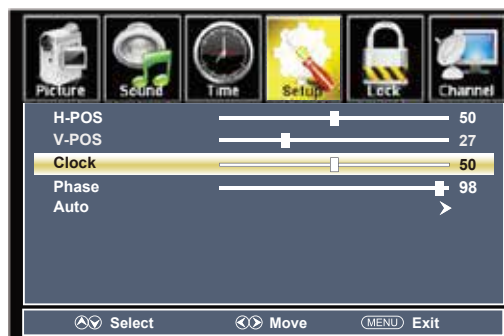 Picture Sound Time Setup Lock Channel
H-POS 50
V-POS 27
Clock 50
Phase 98
Auto
Select Move MENU Exit